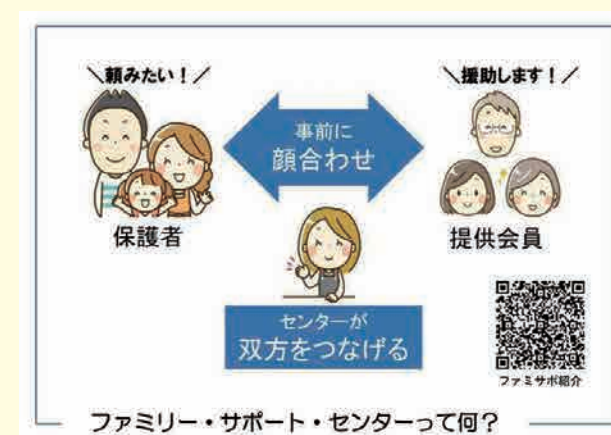 ＼頼みたい！／
＼援助します！／
事前に
顔合わせ
保護者
提供会員
センターが
双方をつなげる
ファミサポ紹介
ファミリー・サポート・センターって何？